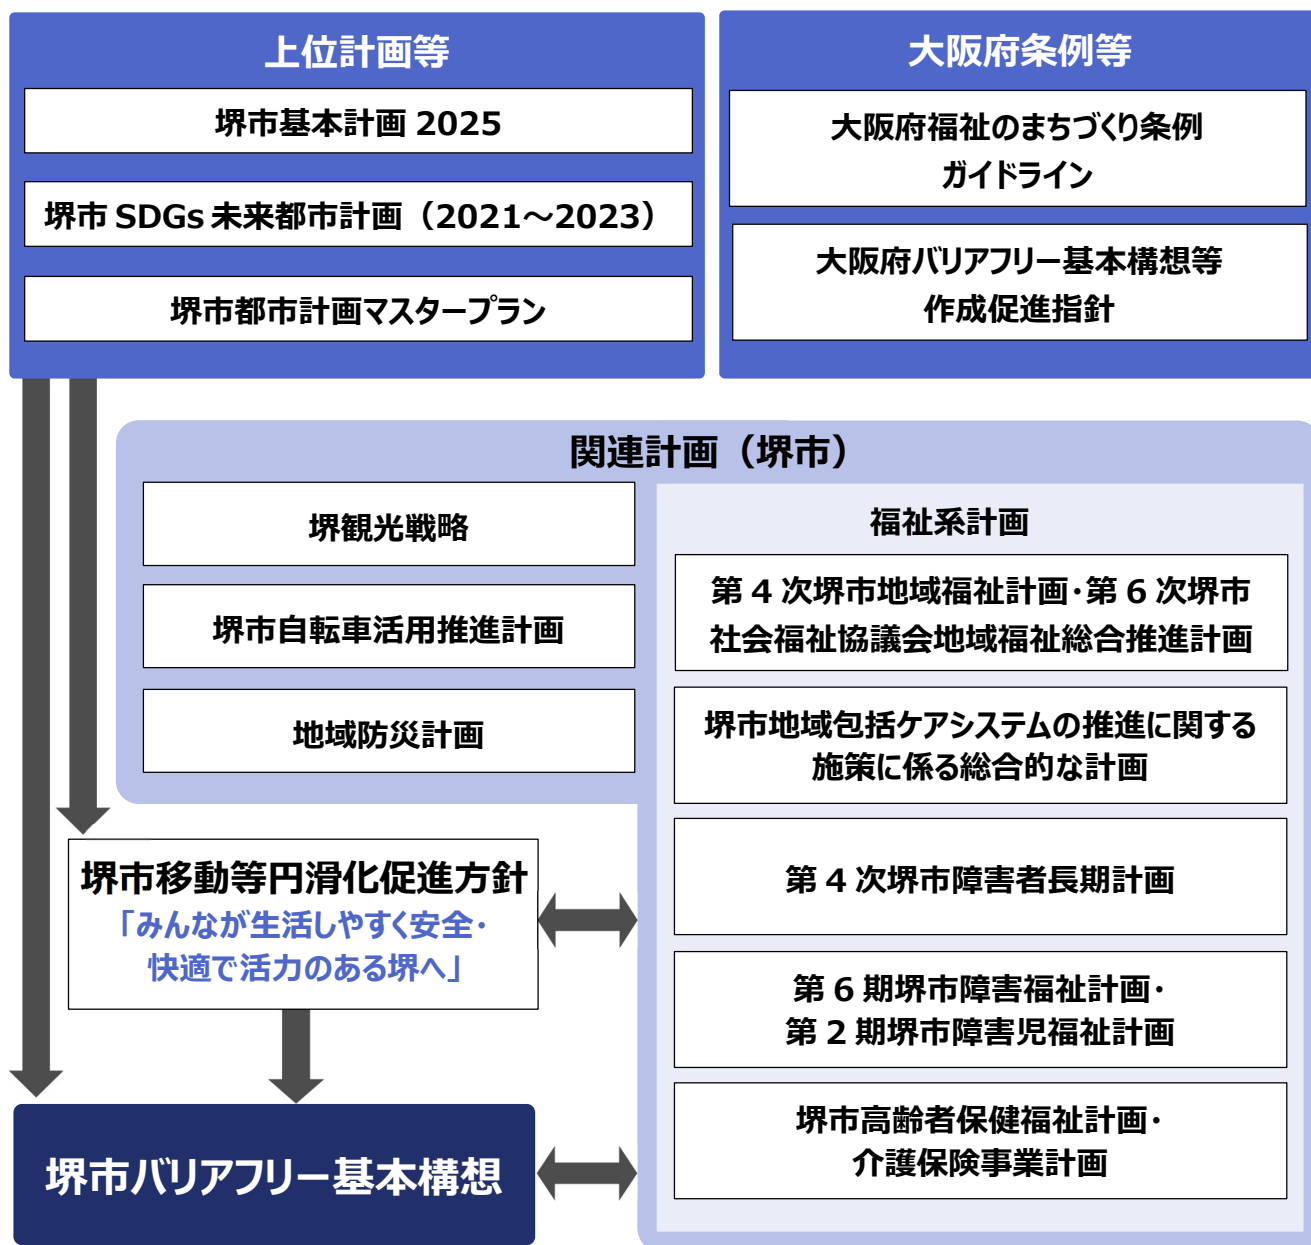 上位計画等
堺市基本計画 2025
堺市 SDGs 未来都市計画（2021～2023）
堺市都市計画マスタープラン
大阪府条例等
大阪府福祉のまちづくり条例
ガイドライン
大阪府バリアフリー基本構想等
作成促進指針
関連計画（堺市）
堺観光戦略
堺市自転車活用推進計画
地域防災計画
福祉系計画
第 4 次堺市地域福祉計画･第 6 次堺市
社会福祉協議会地域福祉総合推進計画
堺市地域包括ケアシステムの推進に関する
施策に係る総合的な計画
第 4 次堺市障害者長期計画
第 6 期堺市障害福祉計画･
第 2 期堺市障害児福祉計画
堺市高齢者保健福祉計画･
介護保険事業計画
堺市移動等円滑化促進方針
「みんなが生活しやすく安全･
快適で活力のある堺へ」
堺市バリアフリー基本構想